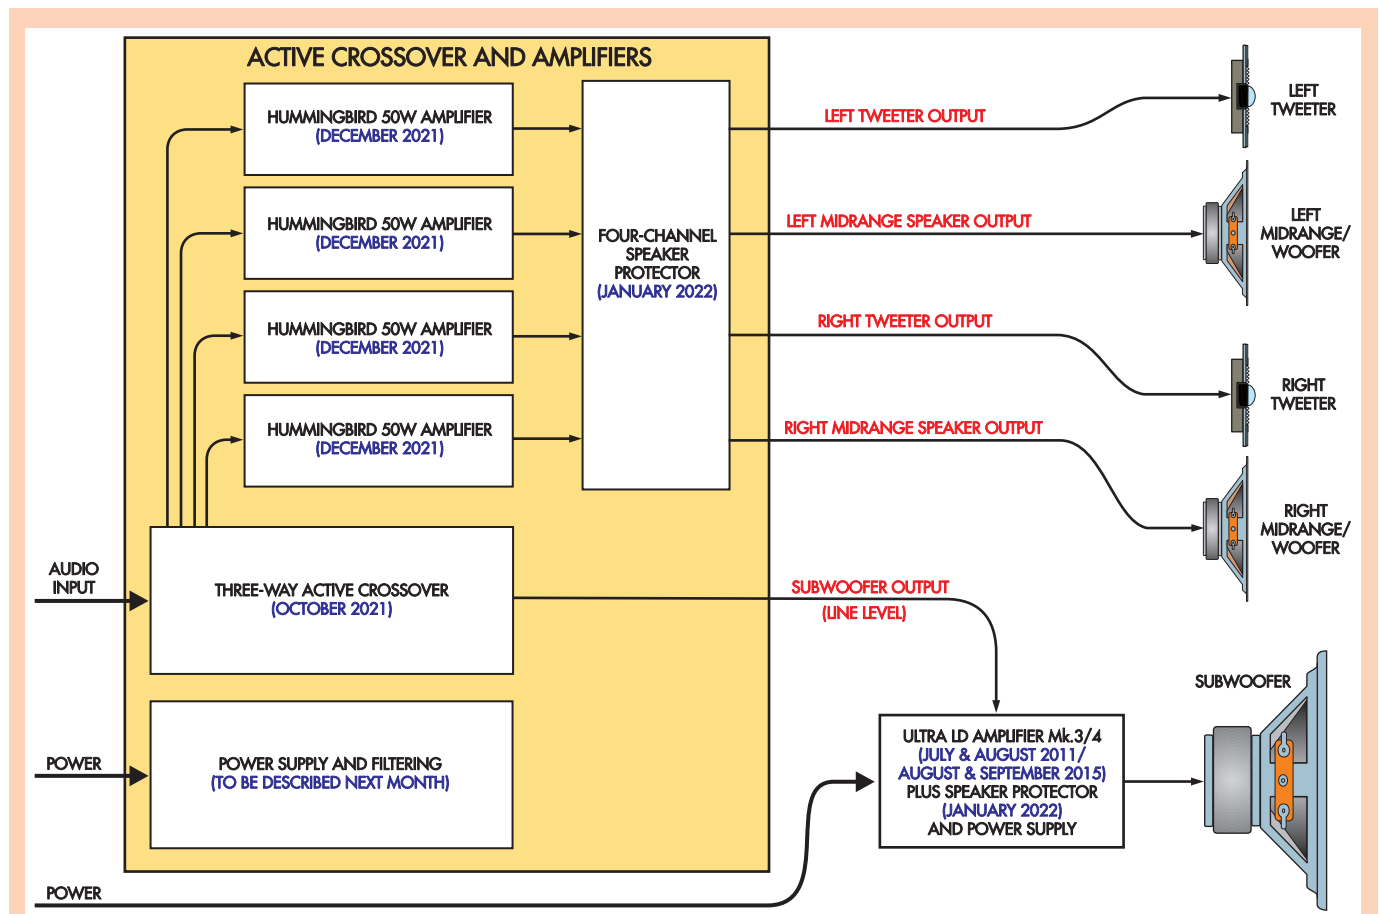 ACTIVE CROSSOVER AND AMPLIFIERS
HUMMINGBIRD 50W AMPLIFIER
(DECEMBER 2021)
HUMMINGBIRD 50W AMPLIFIER
(DECEMBER 2021)
HUMMINGBIRD 50W AMPLIFIER
(DECEMBER 2021)
HUMMINGBIRD 50W AMPLIFIER
(DECEMBER 2021)
FOUR-CHANNEL
SPEAKER
PROTECTOR
(JANUARY 2022)
LEFT TWEETER OUTPUT
LEFT
TWEETER
LEFT MIDRANGE SPEAKER OUTPUT
LEFT
MIDRANGE/
WOOFER
RIGHT TWEETER OUTPUT
RIGHT
TWEETER
RIGHT MIDRANGE SPEAKER OUTPUT
RIGHT
MIDRANGE/
WOOFER
AUDIO
INPUT
THREE-WAY ACTIVE CROSSOVER
(OCTOBER 2021)
SUBWOOFER OUTPUT
(LINE LEVEL)
SUBWOOFER
POWER
POWER SUPPLY AND FILTERING
(TO BE DESCRIBED NEXT MONTH)
ULTRA LD AMPLIFIER Mk.3/4
(JULY & AUGUST 2011/
AUGUST & SEPTEMBER 2015)
PLUS SPEAKER PROTECTOR
(JANUARY 2022)
AND POWER SUPPLY
POWER